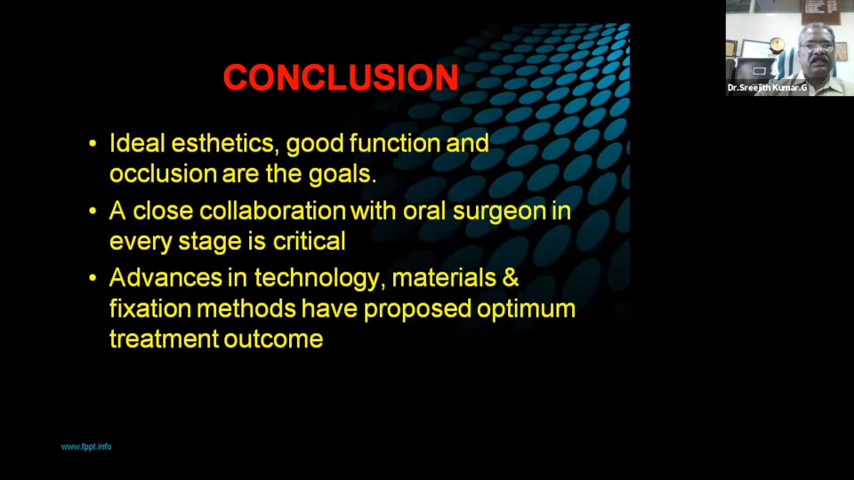 CONCLUSION
• Ideal esthetics, good function and
occlusion are the goals.
• A close collaboration with oral surgeon in
every stage is critical
• Advances in technology, materials &
fixation methods have proposed optimum
treatment outcome
www.fppt.info
Dr.Sreejith Kumar.G